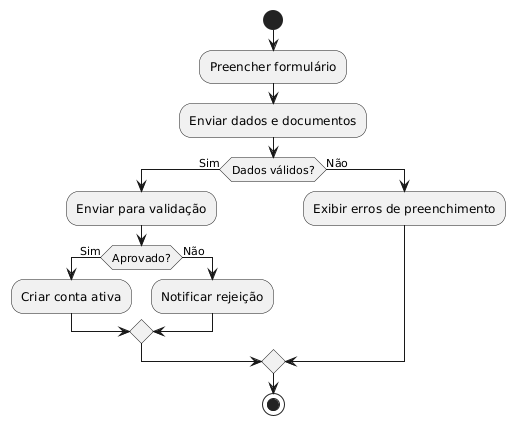 Preencher formulário
Enviar dados e documentos
Sim
Dados válidos?
Não
Enviar para validação
Exibir erros de preenchimento
Sim
Aprovado?
Não
Criar conta ativa
Notificar rejeição